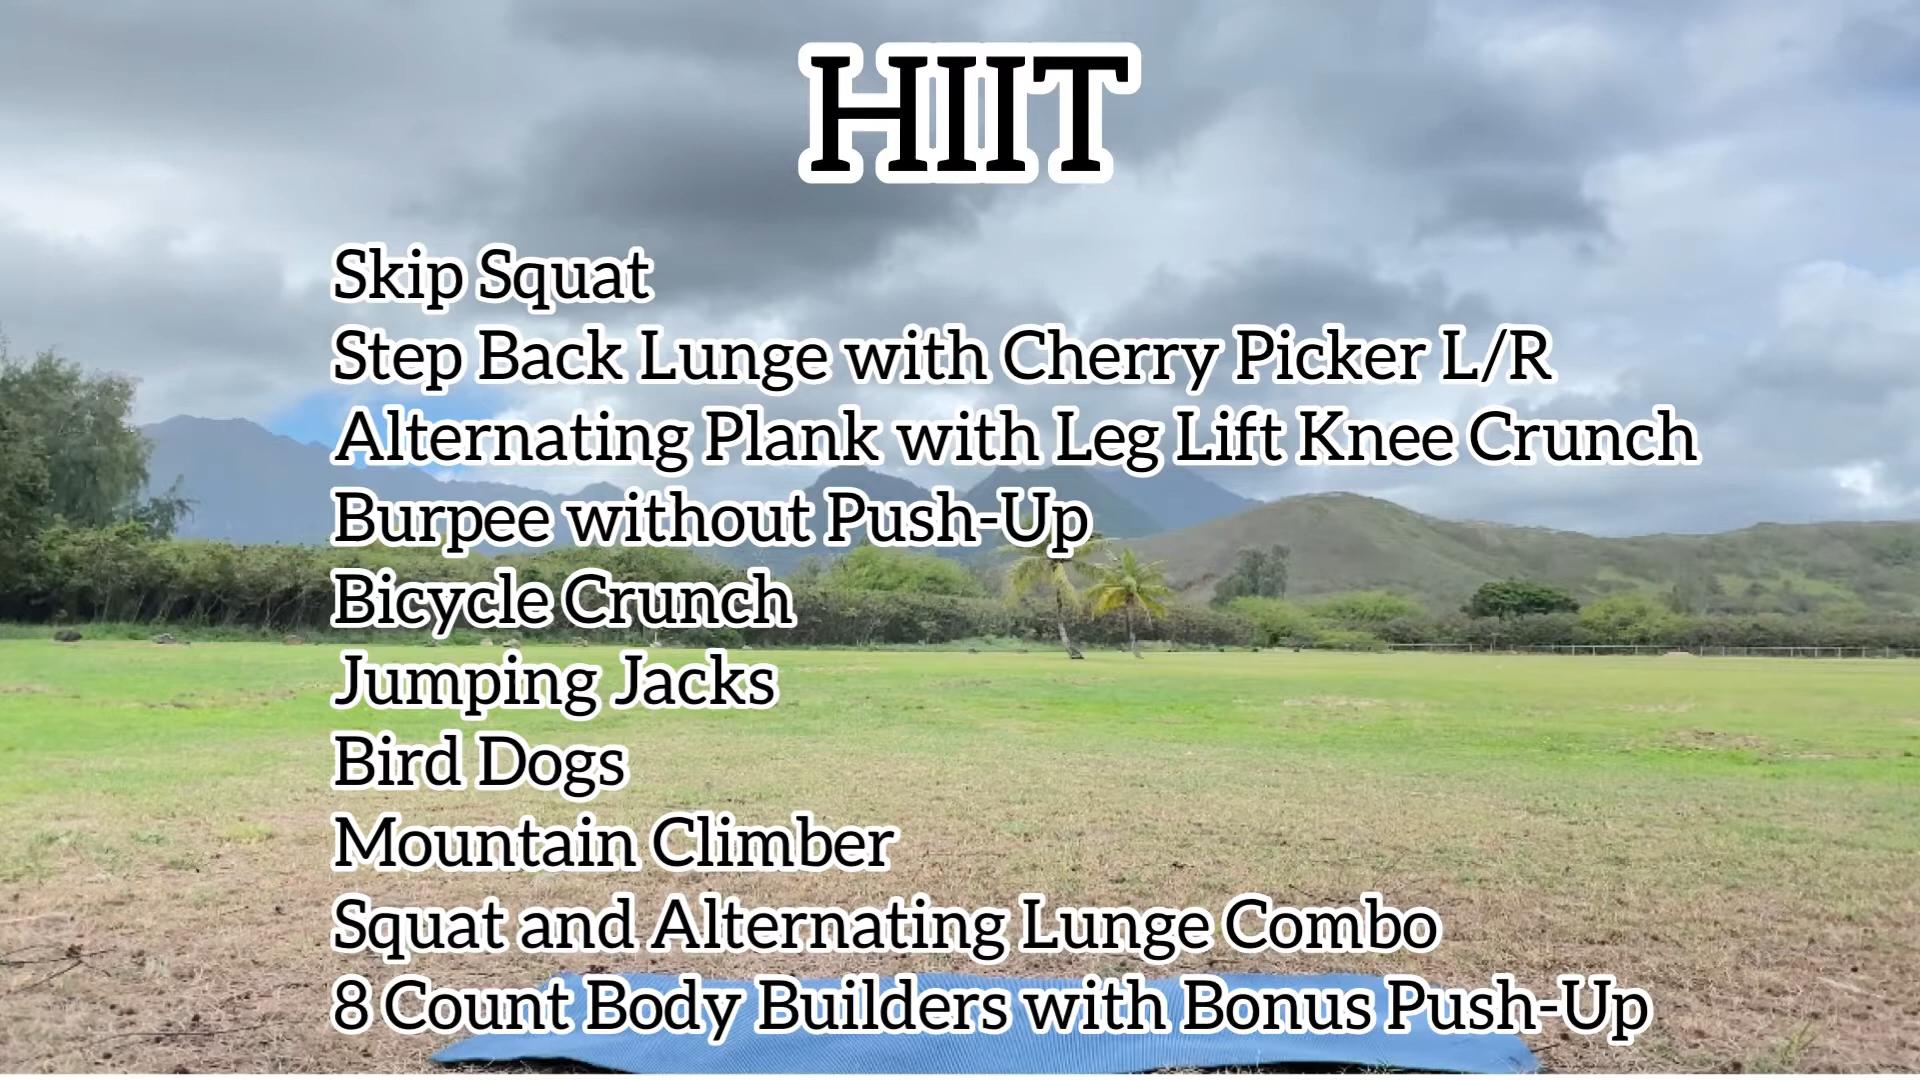 HIIT
Skip Squat
Step Back Lunge with Cherry Picker L/R
Alternating Plank with Leg Lift Knee Crunch
Burpee without Push-Up
Bicycle Crunch
Jumping Jacks
Bird Dogs
Mountain Climber
Squat and Alternating Lunge Combo
8 Count Body Builders with Bonus Push-Up